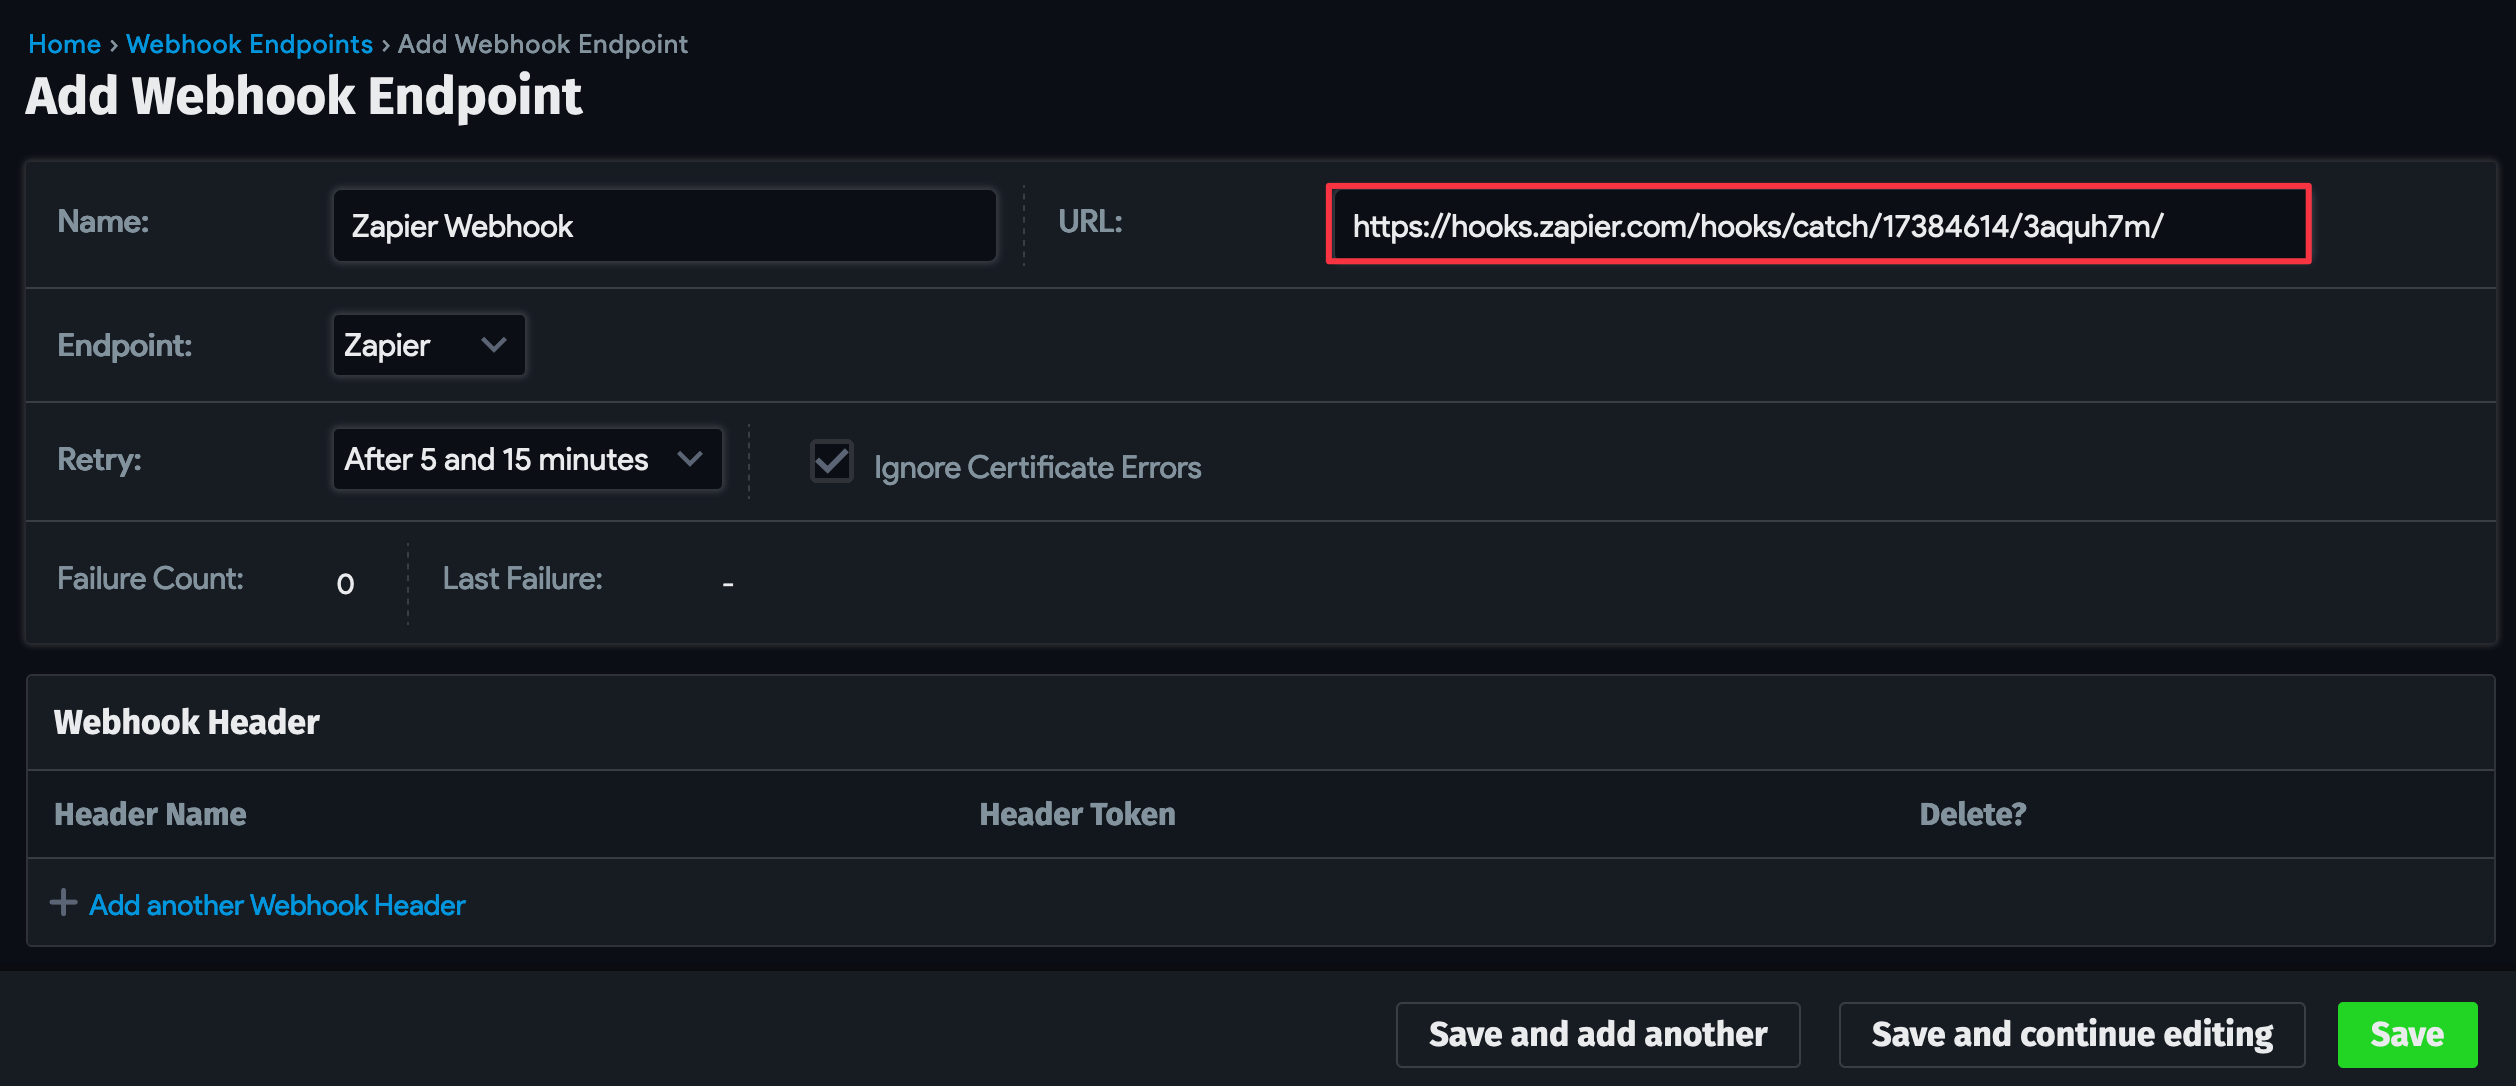 Home › Webhook Endpoints › Add Webhook Endpoint
Add Webhook Endpoint
Name: Zapier Webhook URL: https://hooks.zapier.com/hooks/catch/17384614/3aquh7m/
Endpoint: Zapier
Retry: After 5 and 15 minutes Ignore Certificate Errors
Failure Count: 0 Last Failure: -
Webhook Header
Header Name Header Token Delete?
Add another Webhook Header
Save and add another Save and continue editing Save